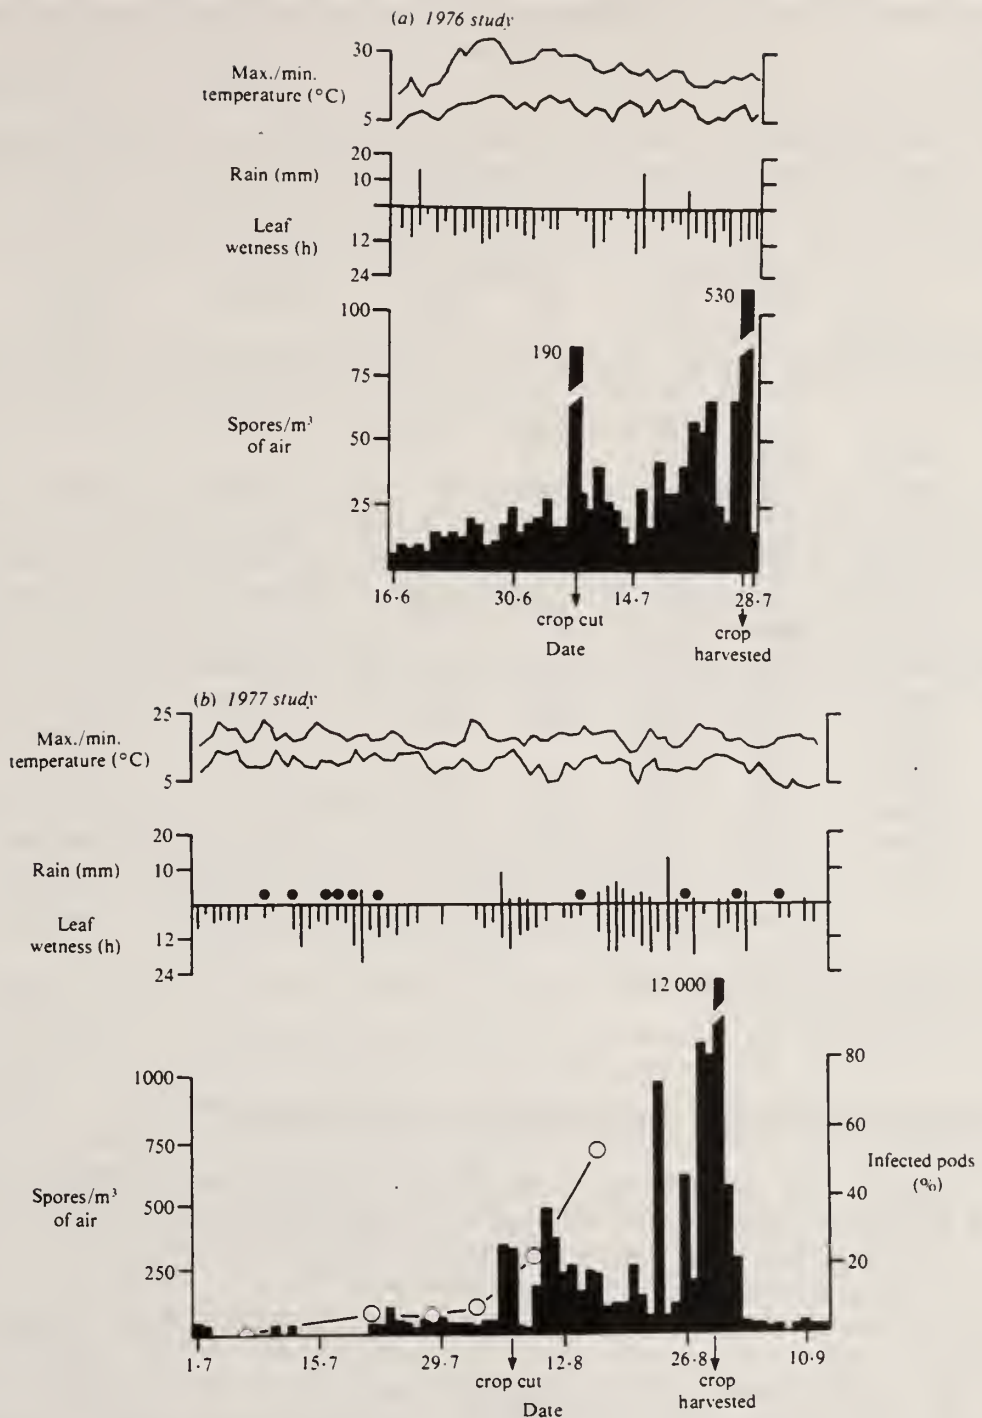 (a) 1976 study
30
Max./min.
temperature (°C)
5
20
Rain (mm)
10
Leaf
wetness (h)
12
24
530
100
190
75
Spores/m³
of air
50
25
16·6
30·6
14·7
28·7
crop cut
crop
harvested
Date
(b) 1977 study
25
Max./min.
temperature (°C)
5
20
Rain (mm)
10
Leaf
wetness (h)
12
24
12 000
1000
80
750
60
Spores/m³
of air
Infected pods
(%)
500
40
250
20
1·7
15·7
29·7
12·8
26·8
10·9
crop cut
crop
harvested
Date